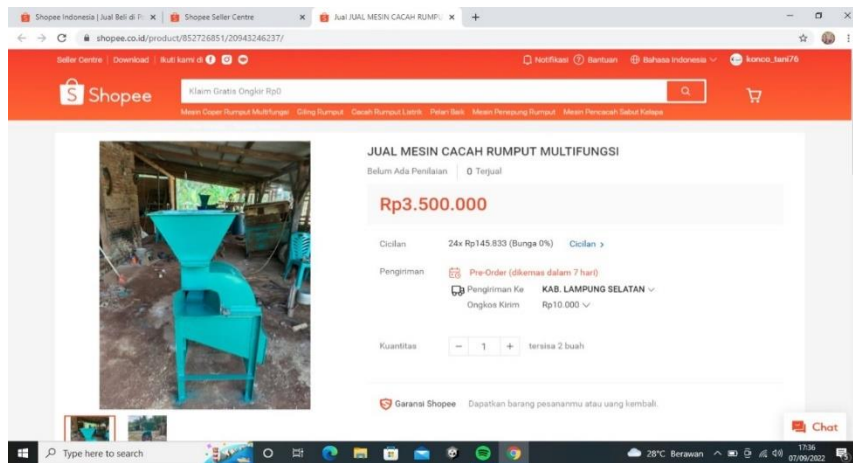 Shopee Indonesia | Jual Beli di P
Shopee Seller Centre
Jual JUAL MESIN CACAH RUMPU
shopee.co.id/product/852726851/20943246237/
Seller Centre | Download | Ikuti kami di
Notifikasi Bantuan Bahasa Indonesia konco_tani76
Shopee
Klaim Gratis Ongkir Rp0
Mesin Coper Rumput Multifungsi Giling Rumput Cacah Rumput Listrik Pelari Baik Mesin Penepung Rumput Mesin Pencacah Sabut Kelapa
JUAL MESIN CACAH RUMPUT MULTIFUNGSI
Belum Ada Penilaian 0 Terjual
Rp3.500.000
Cicilan 24x Rp145.833 (Bunga 0%) Cicilan >
Pengiriman Pre-Order (dikemas dalam 7 hari)
Pengiriman Ke KAB. LAMPUNG SELATAN
Ongkos Kirim Rp10.000
Kuantitas - 1 + tersisa 2 buah
Garansi Shopee Dapatkan barang pesananmu atau uang kembali.
Chat
Type here to search
28°C Berawan
17:36
07/09/2022